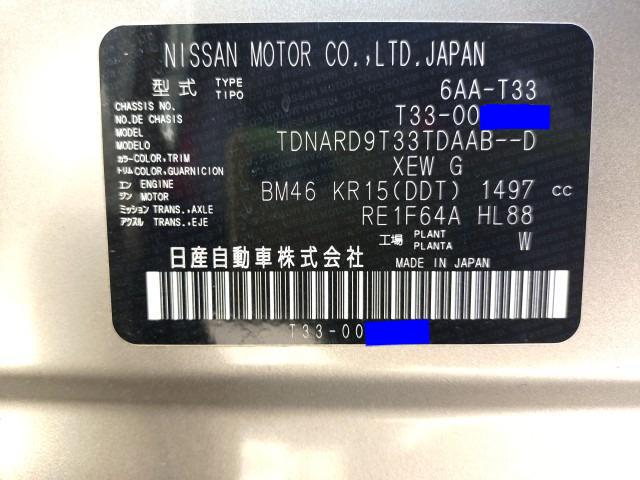 NISSAN MOTOR CO.,LTD.JAPAN
型式 TYPE TIPO 6AA-T33
CHASSIS NO. NO.DE CHASIS T33-00
MODEL MODELO TDNARD9T33TDAAB--D
カラー COLOR,TRIM
トリム COLOR,GUARNICION XEW G
エン ENGINE
ジン MOTOR BM46 KR15(DDT) 1497 cc
ミッション TRANS.,AXLE
アクスル TRANS.,EJE RE1F64A HL88
工場 PLANT PLANTA W
日産自動車株式会社 MADE IN JAPAN
T33-00